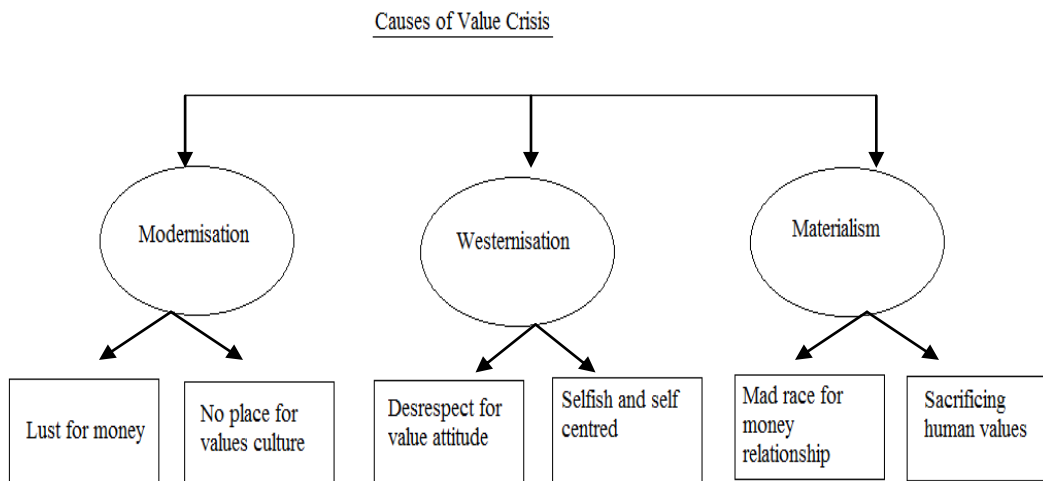 Causes of Value Crisis
Modernisation
Westernisation
Materialism
Lust for money
No place for
values culture
Desrespect for
value attitude
Selfish and self
centred
Mad race for
money
relationship
Sacrificing
human values